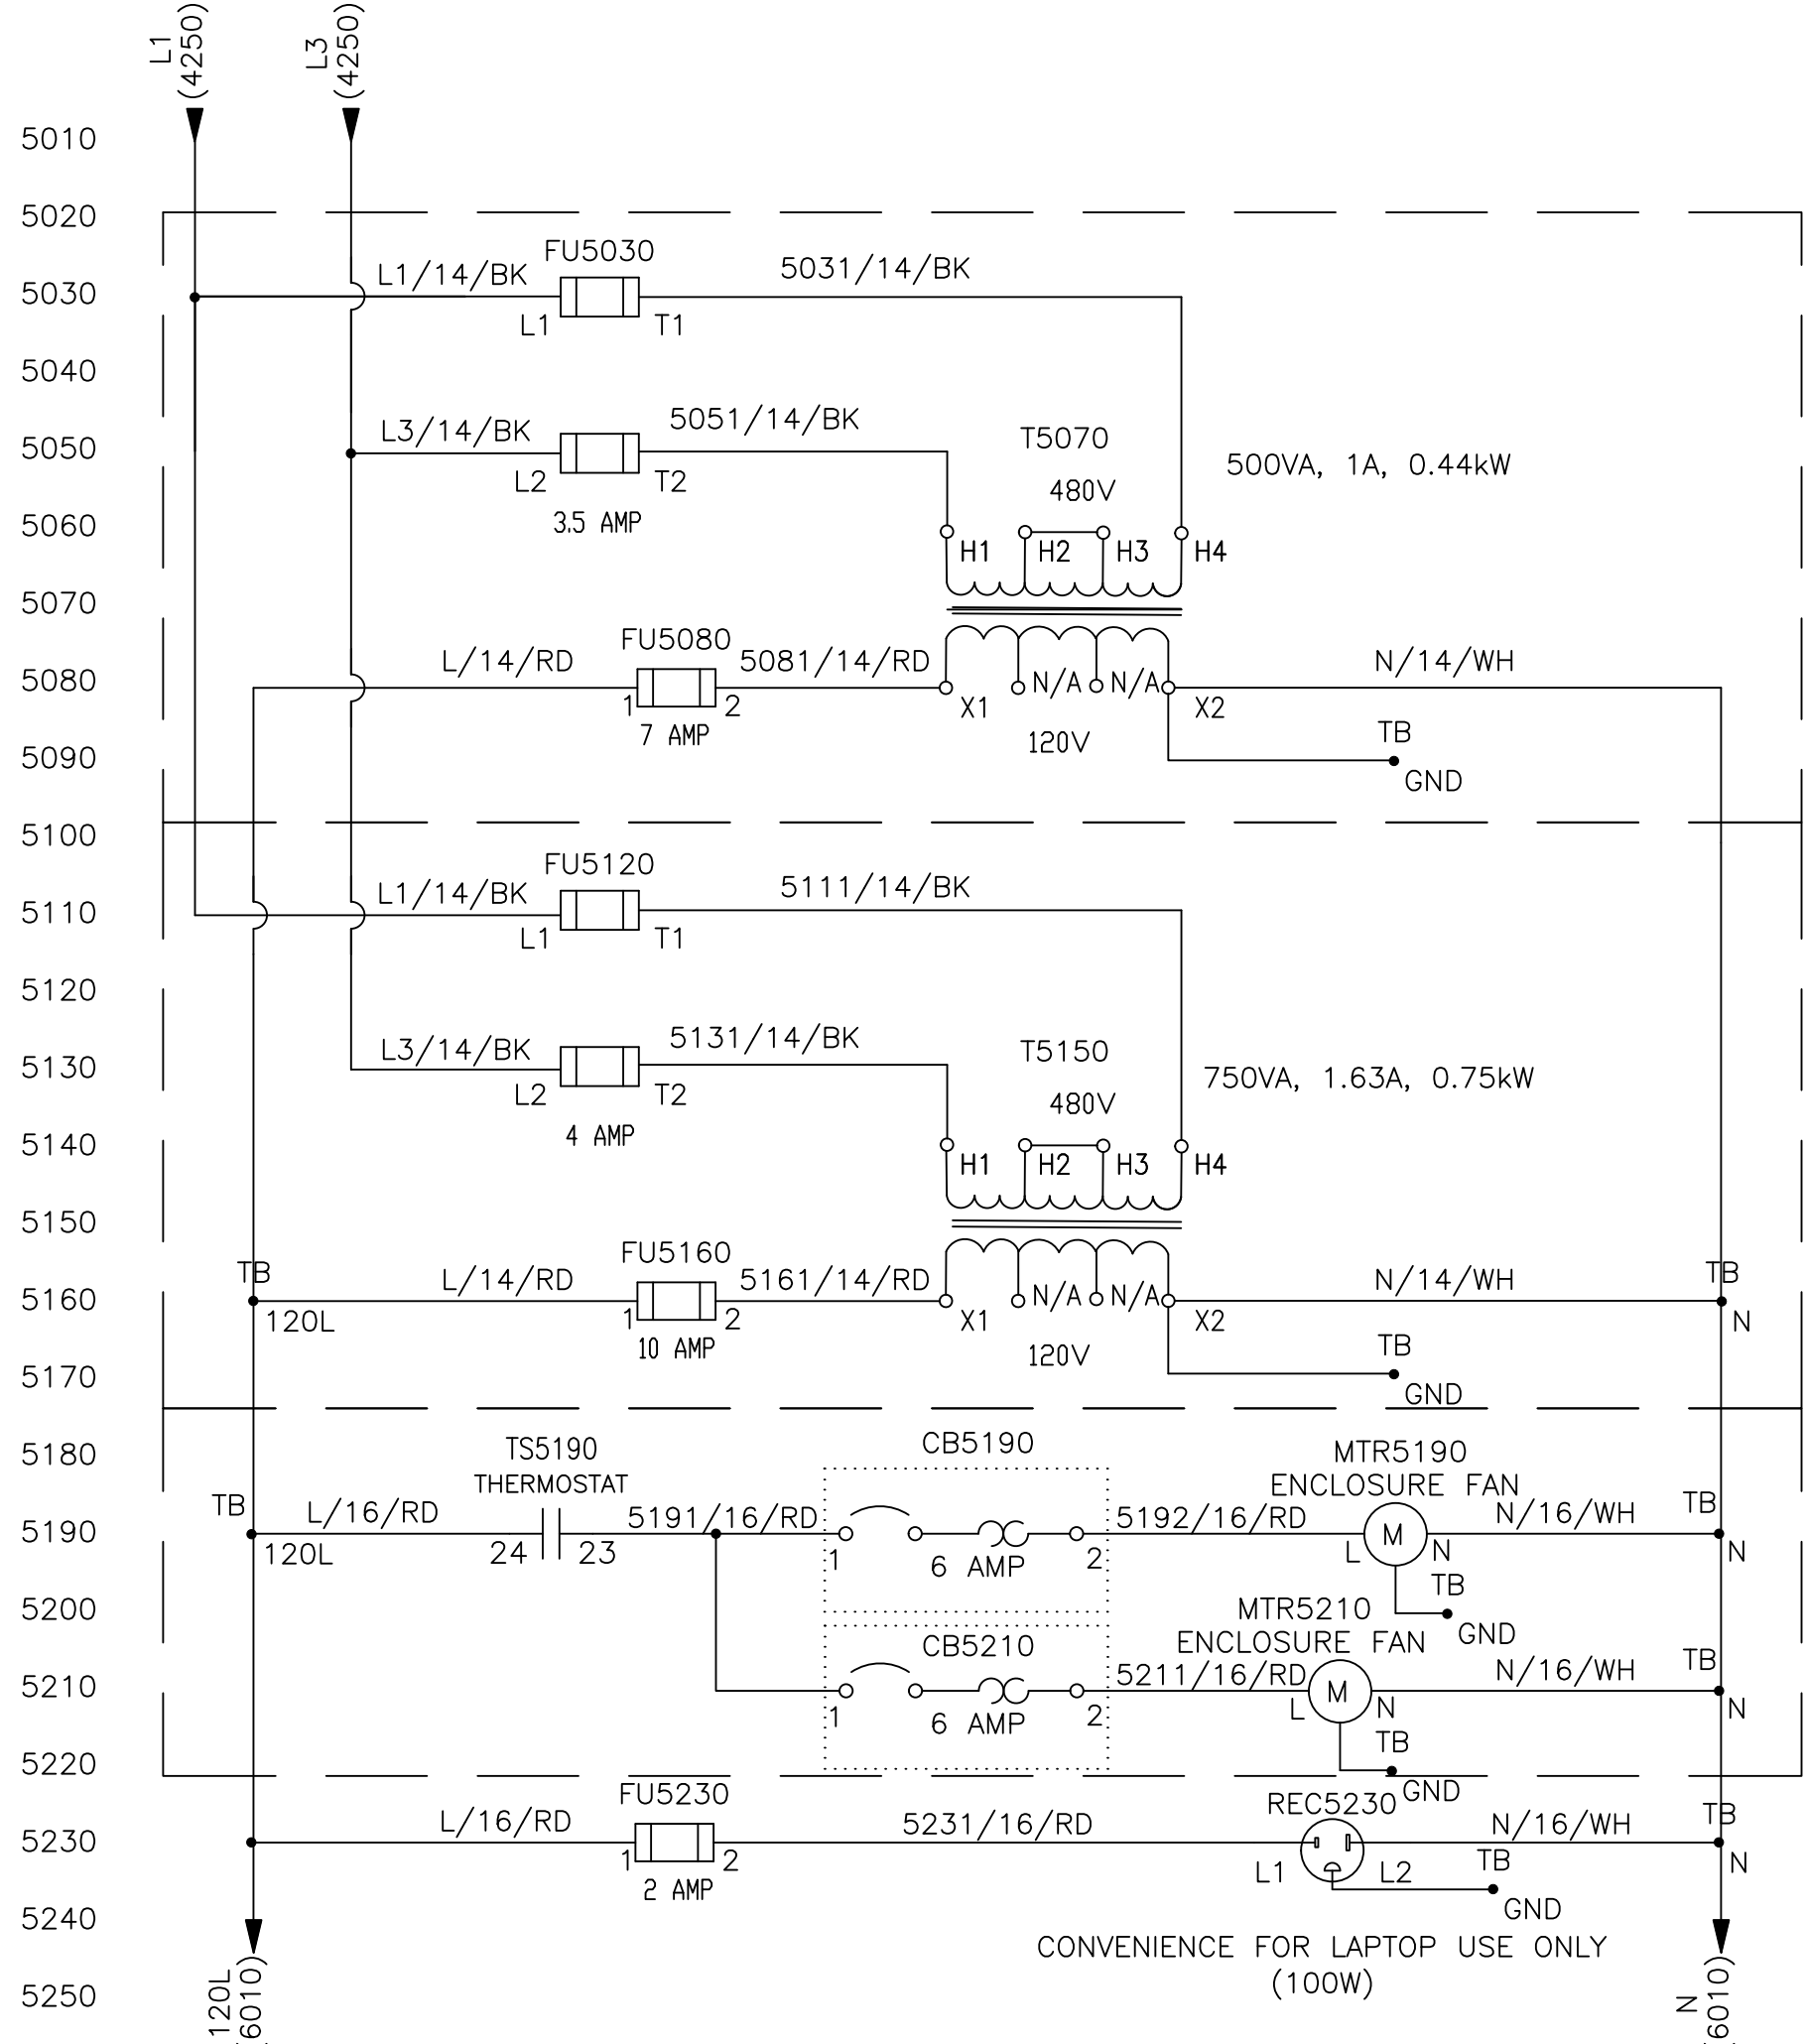 L1
(4250)
L3
(4250)
5010
5020
FU5030
L1/14/BK
5031/14/BK
5030
L1
T1
5040
5051/14/BK
L3/14/BK
T5070
5050
500VA, 1A, 0.44kW
L2
T2
480V
3.5 AMP
5060
H1
H2
H3
H4
5070
FU5080
L/14/RD
5081/14/RD
N/14/WH
5080
N/A
N/A
1
2
X1
X2
7 AMP
120V
TB
5090
GND
5100
FU5120
L1/14/BK
5111/14/BK
5110
L1
T1
5120
5131/14/BK
L3/14/BK
T5150
5130
750VA, 1.63A, 0.75kW
L2
T2
480V
4 AMP
5140
H1
H2
H3
H4
5150
FU5160
TB
L/14/RD
5161/14/RD
N/14/WH
TB
5160
N/A
N/A
120L
1
2
X1
X2
N
10 AMP
120V
TB
5170
GND
5180
TS5190
THERMOSTAT
CB5190
MTR5190
ENCLOSURE FAN
TB
L/16/RD
5191/16/RD
5192/16/RD
N/16/WH
TB
5190
M
120L
24
23
1
6 AMP
2
L
N
N
TB
5200
MTR5210
GND
ENCLOSURE FAN
CB5210
5211/16/RD
N/16/WH
TB
5210
M
1
6 AMP
2
L
N
N
TB
5220
GND
FU5230
REC5230
L/16/RD
5231/16/RD
N/16/WH
TB
5230
1
2
L1
L2
TB
N
2 AMP
GND
5240
CONVENIENCE FOR LAPTOP USE ONLY
(100W)
5250
120L
6010)
N
6010)